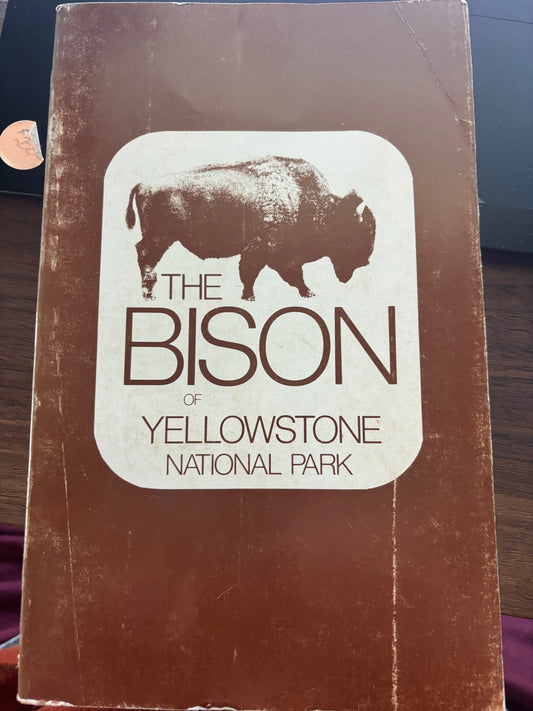 THE
BISON
OF
YELLOWSTONE
NATIONAL PARK